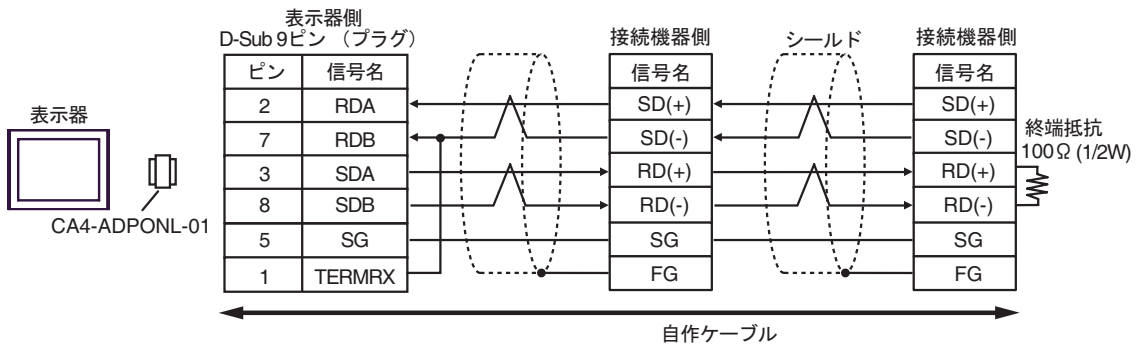 表示器側
D-Sub 9ピン （プラグ）
ピン 信号名
2 RDA
7 RDB
3 SDA
8 SDB
5 SG
1 TERMRX
表示器
CA4-ADPONL-01
接続機器側
信号名
SD(+)
SD(-)
RD(+)
RD(-)
SG
FG
シールド
接続機器側
信号名
SD(+)
SD(-)
RD(+)
RD(-)
SG
FG
終端抵抗
100Ω (1/2W)
自作ケーブル